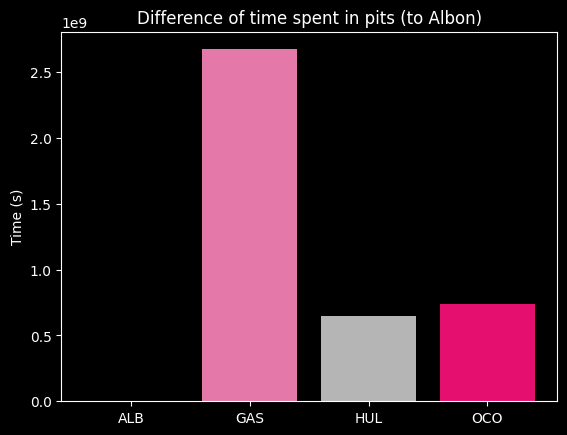 Difference of time spent in pits (to Albon)
1e9
2.5
2.0
1.5
1.0
0.5
0.0
Time (s)
ALB GAS HUL OCO